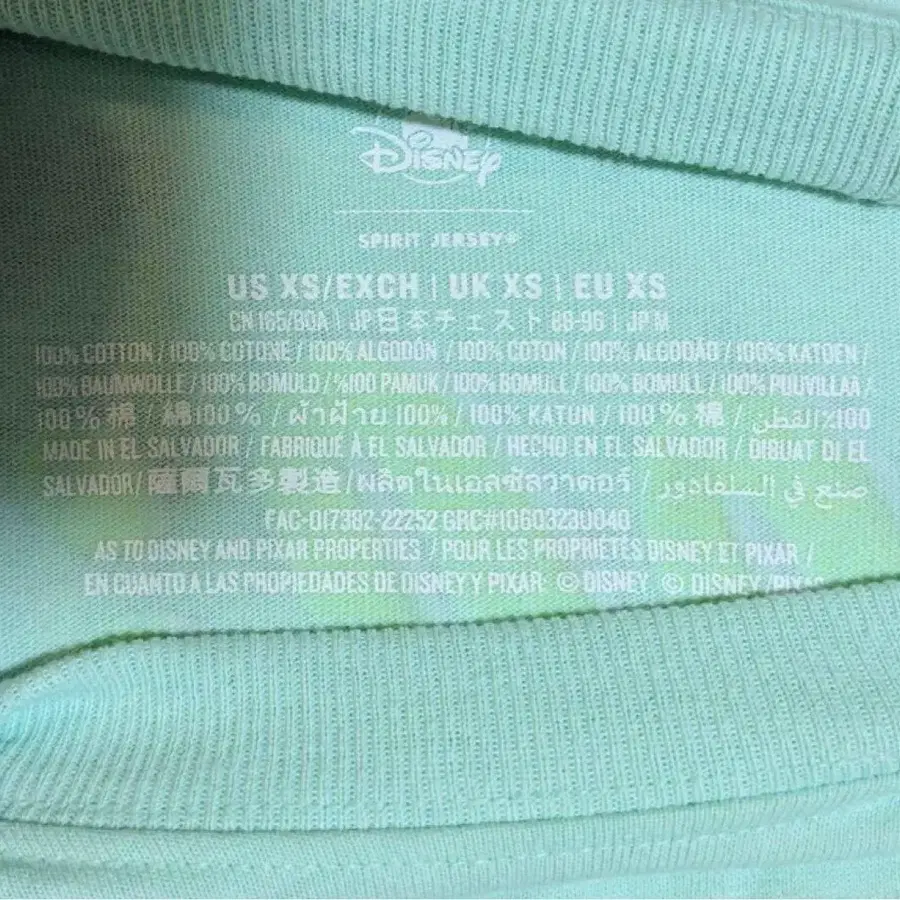 Disney
SPIRIT JERSEY®
US XS/EXCH | UK XS | EU XS
CN 165/80A | JP 日本チェスト 88-96 | JP M
100% COTTON / 100% COTONE / 100% ALGODÓN / 100% COTON / 100% ALGODÃO / 100% KATOEN /
100% BAUMWOLLE / 100% BOMULD / %100 PAMUK / 100% BOMULL / 100% BOMULL / 100% PUUVILLAA /
100% 棉 / 綿100% / ผ้าฝ้าย 100% / 100% KATUN / 100% 棉 / القطن ٪100
MADE IN EL SALVADOR / FABRIQUÉ À EL SALVADOR / HECHO EN EL SALVADOR / DIBUAT DI EL
SALVADOR / 薩爾瓦多製造 / ผลิตในเอลซัลวาดอร์ / صنع في السلفادور
FAC-017382-22252 GRC#10603230040
AS TO DISNEY AND PIXAR PROPERTIES / POUR LES PROPRIETES DISNEY ET PIXAR /
EN CUANTO A LAS PROPIEDADES DE DISNEY Y PIXAR © DISNEY © DISNEY/PIXAR